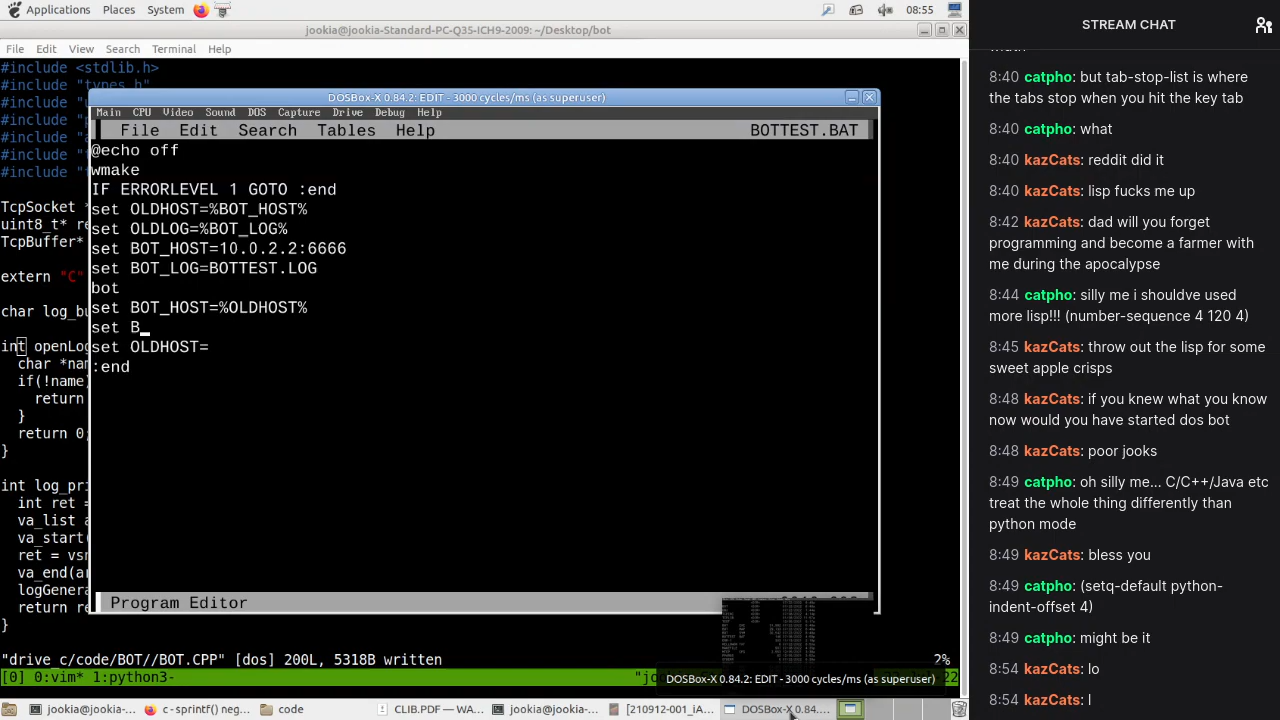 Applications Places System
08:55
jookia@jookia-Standard-PC-Q35-ICH9-2009: ~/Desktop/bot
File Edit View Search Terminal Help
#include <stdlib.h>
#include "types.h"
#include "
#include "
#include "
#include "
#include "
TcpSocket *
uint8_t* re
TcpBuffer*
extern "C"
char log_bu
int openLog
char *nam
if(!name)
return
}
return 0;
}
int log_pri
int ret =
va_list a
va_start(
ret = vsn
va_end(ar
logGenera
return re
}
"drive_c/code/BOT//BOT.CPP" [dos] 200L, 5318B written
2%
[0] 0:vim* 1:python3-
DOSBox-X 0.84.2: EDIT - 3000 cycles/ms (as superuser)
Main CPU Video Sound DOS Capture Drive Debug Help
File Edit Search Tables Help BOTTEST.BAT
@echo off
wmake
IF ERRORLEVEL 1 GOTO :end
set OLDHOST=%BOT_HOST%
set OLDLOG=%BOT_LOG%
set BOT_HOST=10.0.2.2:6666
set BOT_LOG=BOTTEST.LOG
bot
set BOT_HOST=%OLDHOST%
set B_
set OLDHOST=
:end
Program Editor
DOSBox-X 0.84.2: EDIT - 3000 cycles/ms (as superuser)
jookia@jookia-...
c - sprintf() neg...
code
CLIB.PDF — WA...
jookia@jookia-...
[210912-001_iA...
DOSBox-X 0.84....
STREAM CHAT
8:40 catpho: but tab-stop-list is where
the tabs stop when you hit the key tab
8:40 catpho: what
8:40 kazCats: reddit did it
8:40 kazCats: lisp fucks me up
8:42 kazCats: dad will you forget
programming and become a farmer with
me during the apocalypse
8:44 catpho: silly me i shouldve used
more lisp!!! (number-sequence 4 120 4)
8:45 kazCats: throw out the lisp for some
sweet apple crisps
8:48 kazCats: if you knew what you know
now would you have started dos bot
8:48 kazCats: poor jooks
8:49 catpho: oh silly me... C/C++/Java etc
treat the whole thing differently than
python mode
8:49 kazCats: bless you
8:49 catpho: (setq-default python-
indent-offset 4)
8:49 catpho: might be it
8:54 kazCats: lo
8:54 kazCats: l